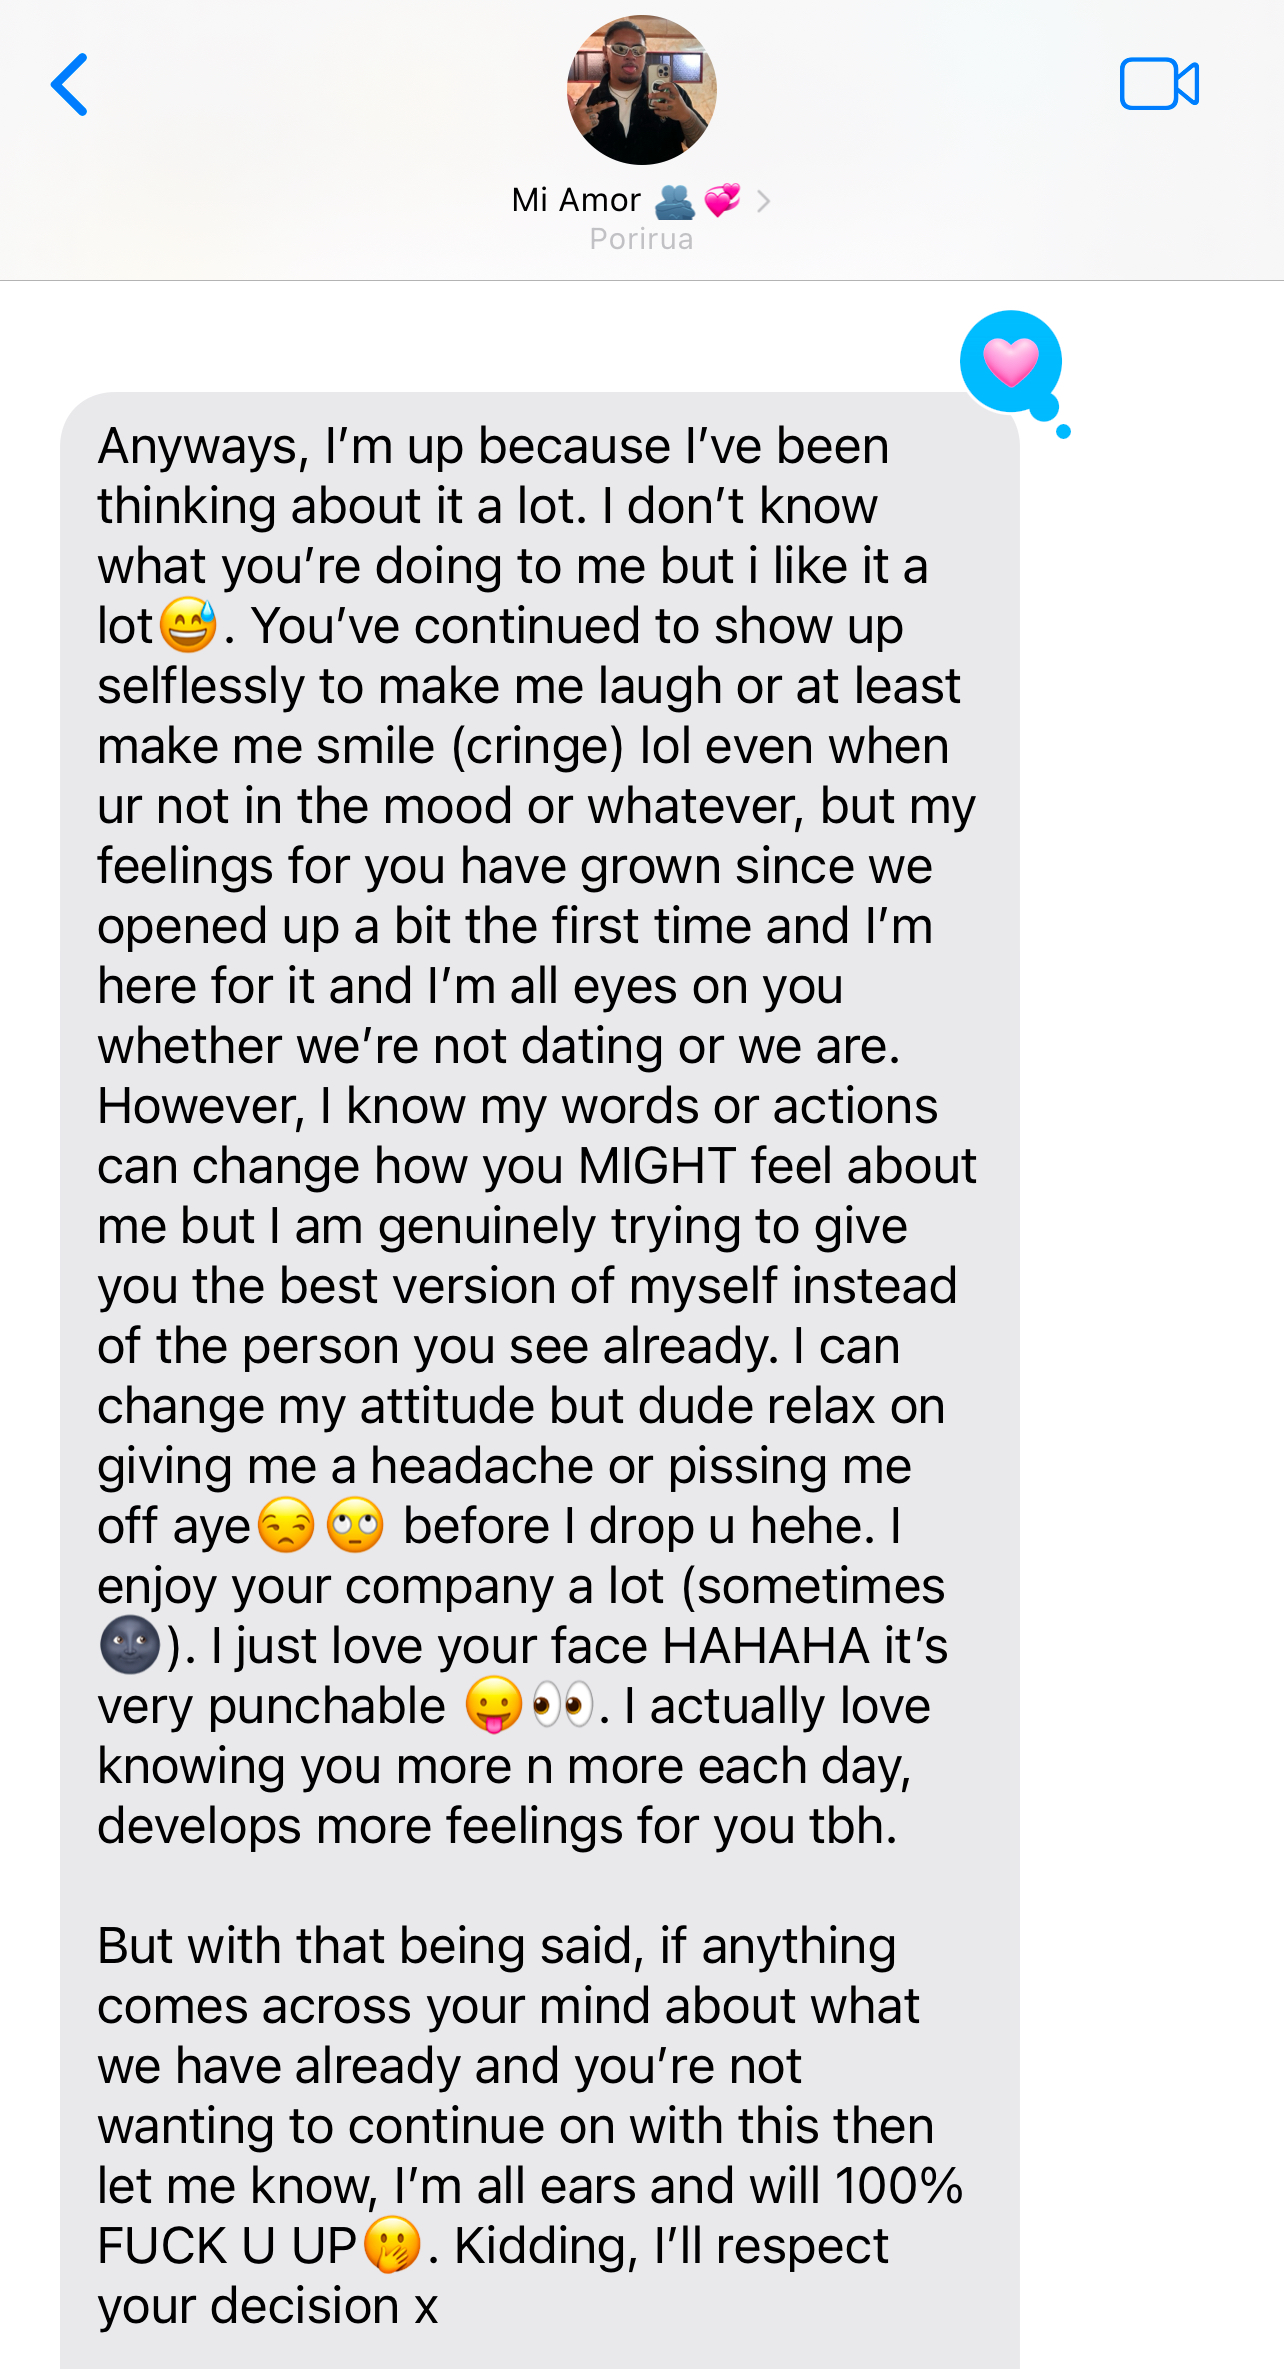 Mi Amor 🫂💞
Porirua
Anyways, I’m up because I’ve been
thinking about it a lot. I don’t know
what you’re doing to me but i like it a
lot😅. You’ve continued to show up
selflessly to make me laugh or at least
make me smile (cringe) lol even when
ur not in the mood or whatever, but my
feelings for you have grown since we
opened up a bit the first time and I’m
here for it and I’m all eyes on you
whether we’re not dating or we are.
However, I know my words or actions
can change how you MIGHT feel about
me but I am genuinely trying to give
you the best version of myself instead
of the person you see already. I can
change my attitude but dude relax on
giving me a headache or pissing me
off aye😒🙄 before I drop u hehe. I
enjoy your company a lot (sometimes
🌚). I just love your face HAHAHA it’s
very punchable 😛👀. I actually love
knowing you more n more each day,
develops more feelings for you tbh.
But with that being said, if anything
comes across your mind about what
we have already and you’re not
wanting to continue on with this then
let me know, I’m all ears and will 100%
FUCK U UP🤭. Kidding, I’ll respect
your decision x